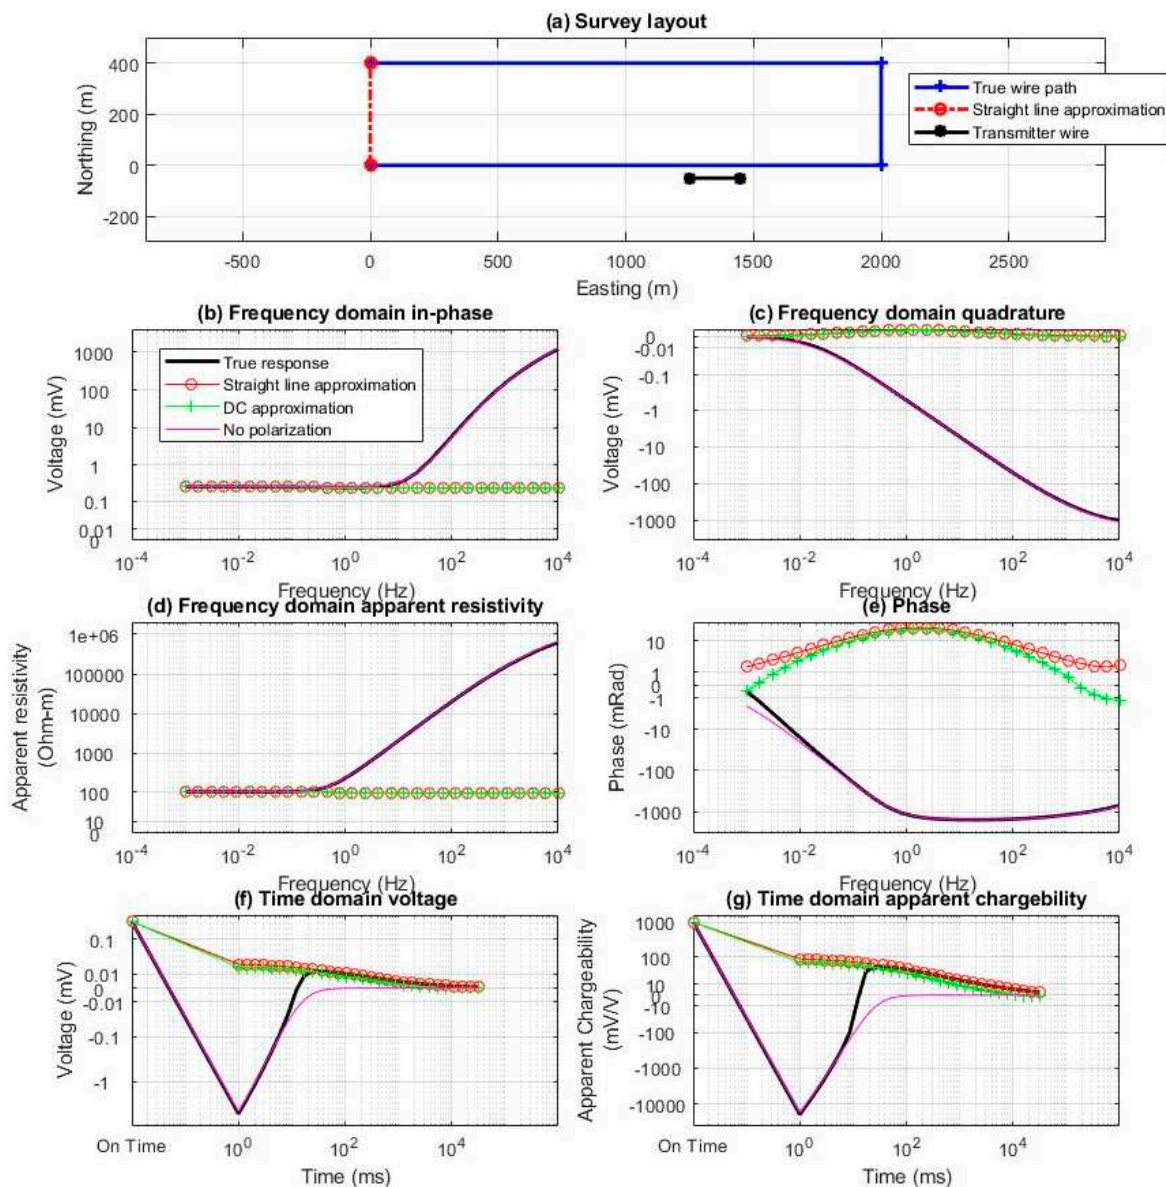 (a) Survey layout
400
200
0
-200
Northing (m)
-500
0
500
1000
1500
2000
2500
Easting (m)
True wire path
Straight line approximation
Transmitter wire
(b) Frequency domain in-phase
1000
100
10
1
0.1
0.01
0
Voltage (mV)
True response
Straight line approximation
DC approximation
No polarization
10^-4
10^-2
10^0
10^2
10^4
Frequency (Hz)
(c) Frequency domain quadrature
0
-0.01
-0.1
-1
-10
-100
-1000
Voltage (mV)
10^-4
10^-2
10^0
10^2
10^4
Frequency (Hz)
(d) Frequency domain apparent resistivity
1e+06
100000
10000
1000
100
10
0
Apparent resistivity
(Ohm-m)
10^-4
10^-2
10^0
10^2
10^4
Frequency (Hz)
(e) Phase
10
1
0
-1
-10
-100
-1000
Phase (mRad)
10^-4
10^-2
10^0
10^2
10^4
Frequency (Hz)
(f) Time domain voltage
0.1
0.01
-0.01
-0.1
-1
Voltage (mV)
On Time
10^0
10^2
10^4
Time (ms)
(g) Time domain apparent chargebility
1000
100
10
0
-10
-100
-1000
-10000
Apparent Chargeability
(mV/V)
On Time
10^0
10^2
10^4
Time (ms)